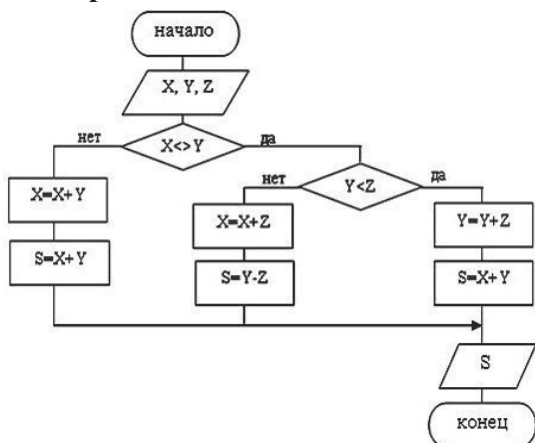 начало
X, Y, Z
нет
X<>Y
да
нет
Y<Z
да
X=X+Y
X=X+Z
Y=Y+Z
S=X+Y
S=Y-Z
S=X+Y
S
конец